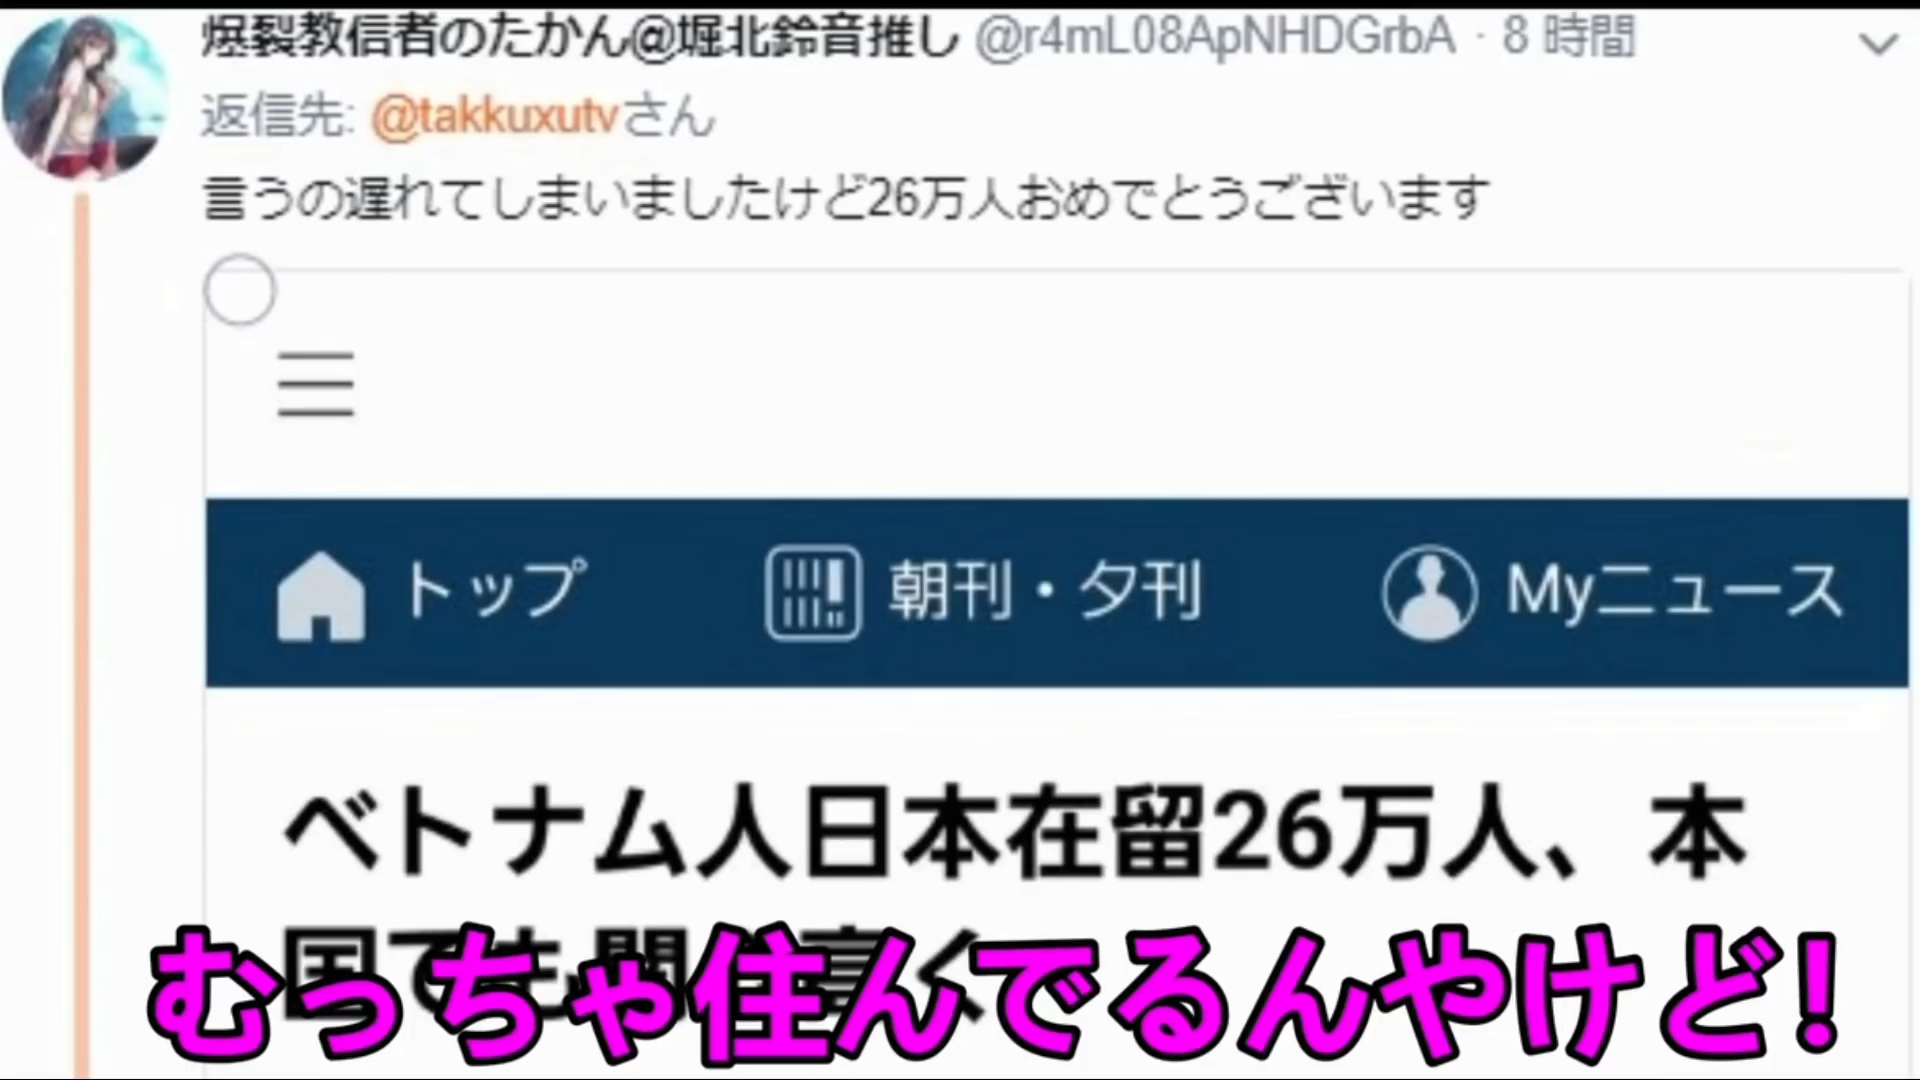 爆裂教信者のたかん@堀北鈴音推し @r4mL08ApNHDGrbA · 8 時間
返信先: @takkuxutvさん
言うの遅れてしまいましたけど26万人おめでとうございます
トップ 朝刊・夕刊 Myニュース
ベトナム人日本在留26万人、本
むっちゃ住んでるんやけど!